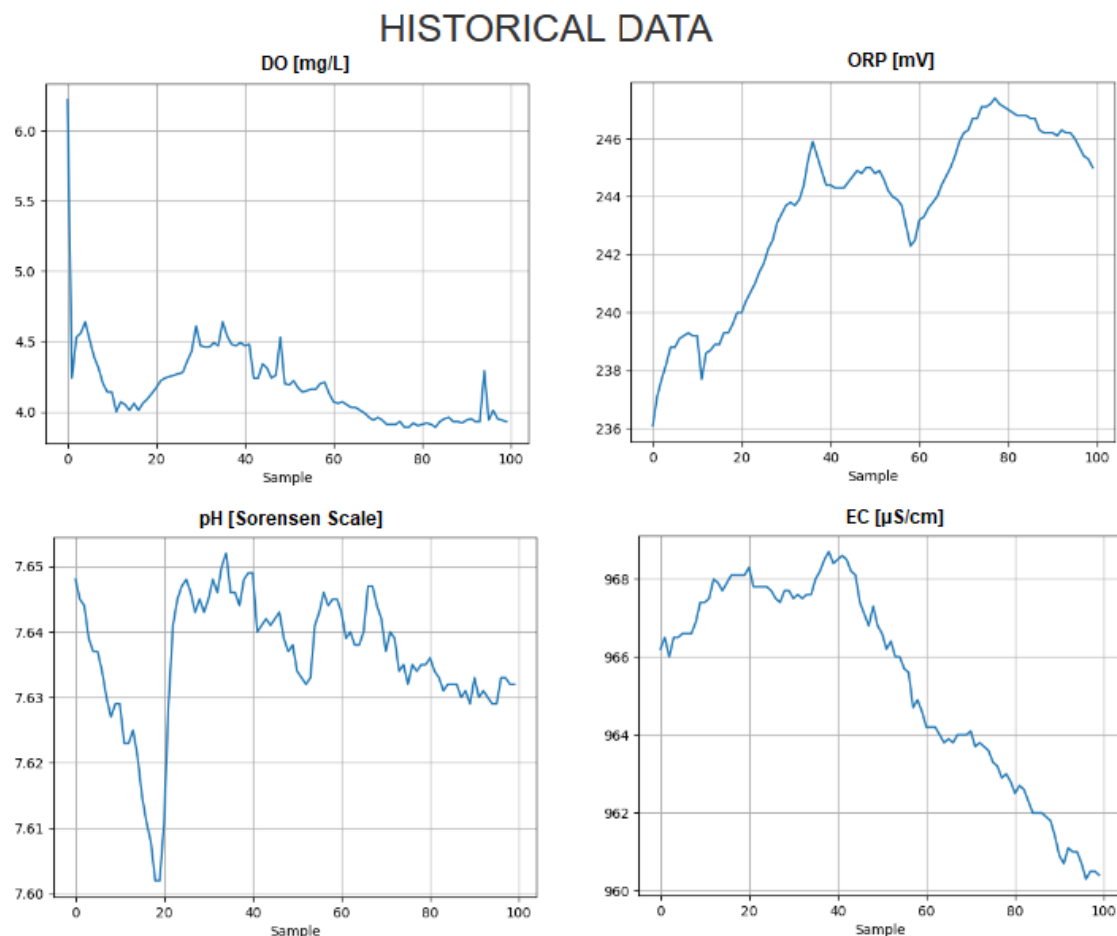 HISTORICAL DATA
DO [mg/L]
6.0
5.5
5.0
4.5
4.0
0 20 40 60 80 100
Sample
ORP [mV]
246
244
242
240
238
236
0 20 40 60 80 100
Sample
pH [Sorensen Scale]
7.65
7.64
7.63
7.62
7.61
7.60
0 20 40 60 80 100
Sample
EC [µS/cm]
968
966
964
962
960
0 20 40 60 80 100
Sample